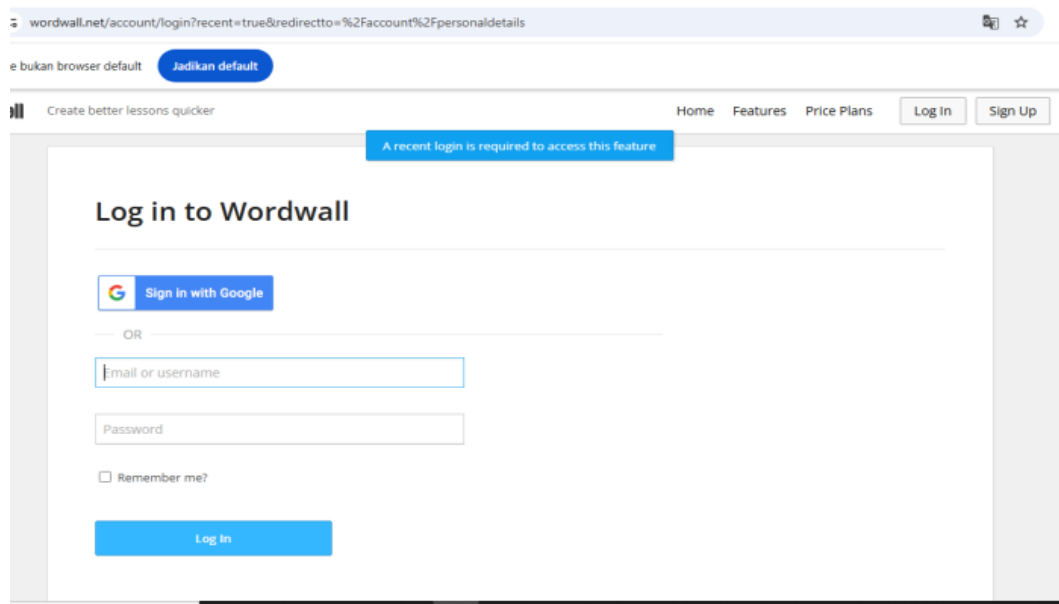 wordwall.net/account/login?recent=true&redirectto=%2Faccount%2Fpersonaldetails
e bukan browser default Jadikan default
all Create better lessons quicker Home Features Price Plans Log In Sign Up
A recent login is required to access this feature
Log in to Wordwall
Sign in with Google
OR
Email or username
Password
Remember me?
Log In